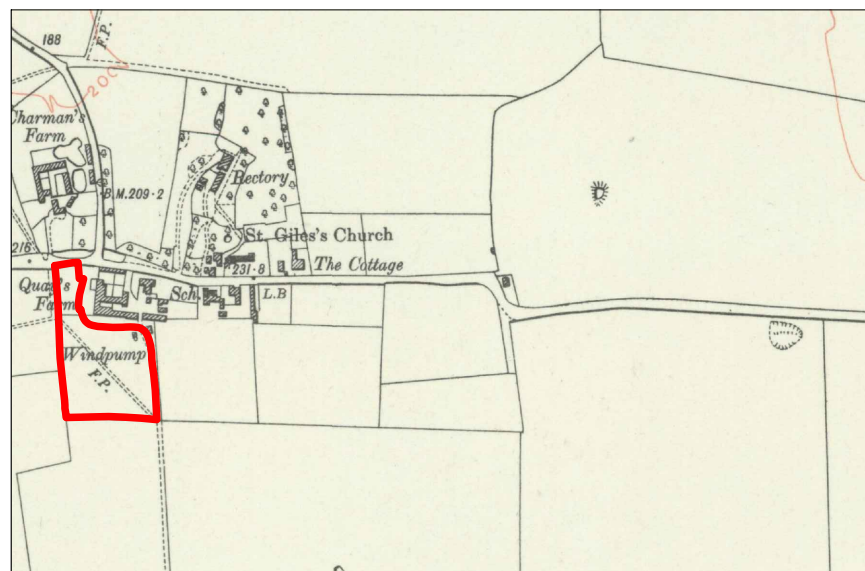 188
F.P.
200
Charman's
Farm
B.M.209·2
F.P.
Rectory
St. Giles's Church
216
231·8
The Cottage
Farm
Sch.
L.B
Windpump
F.P.